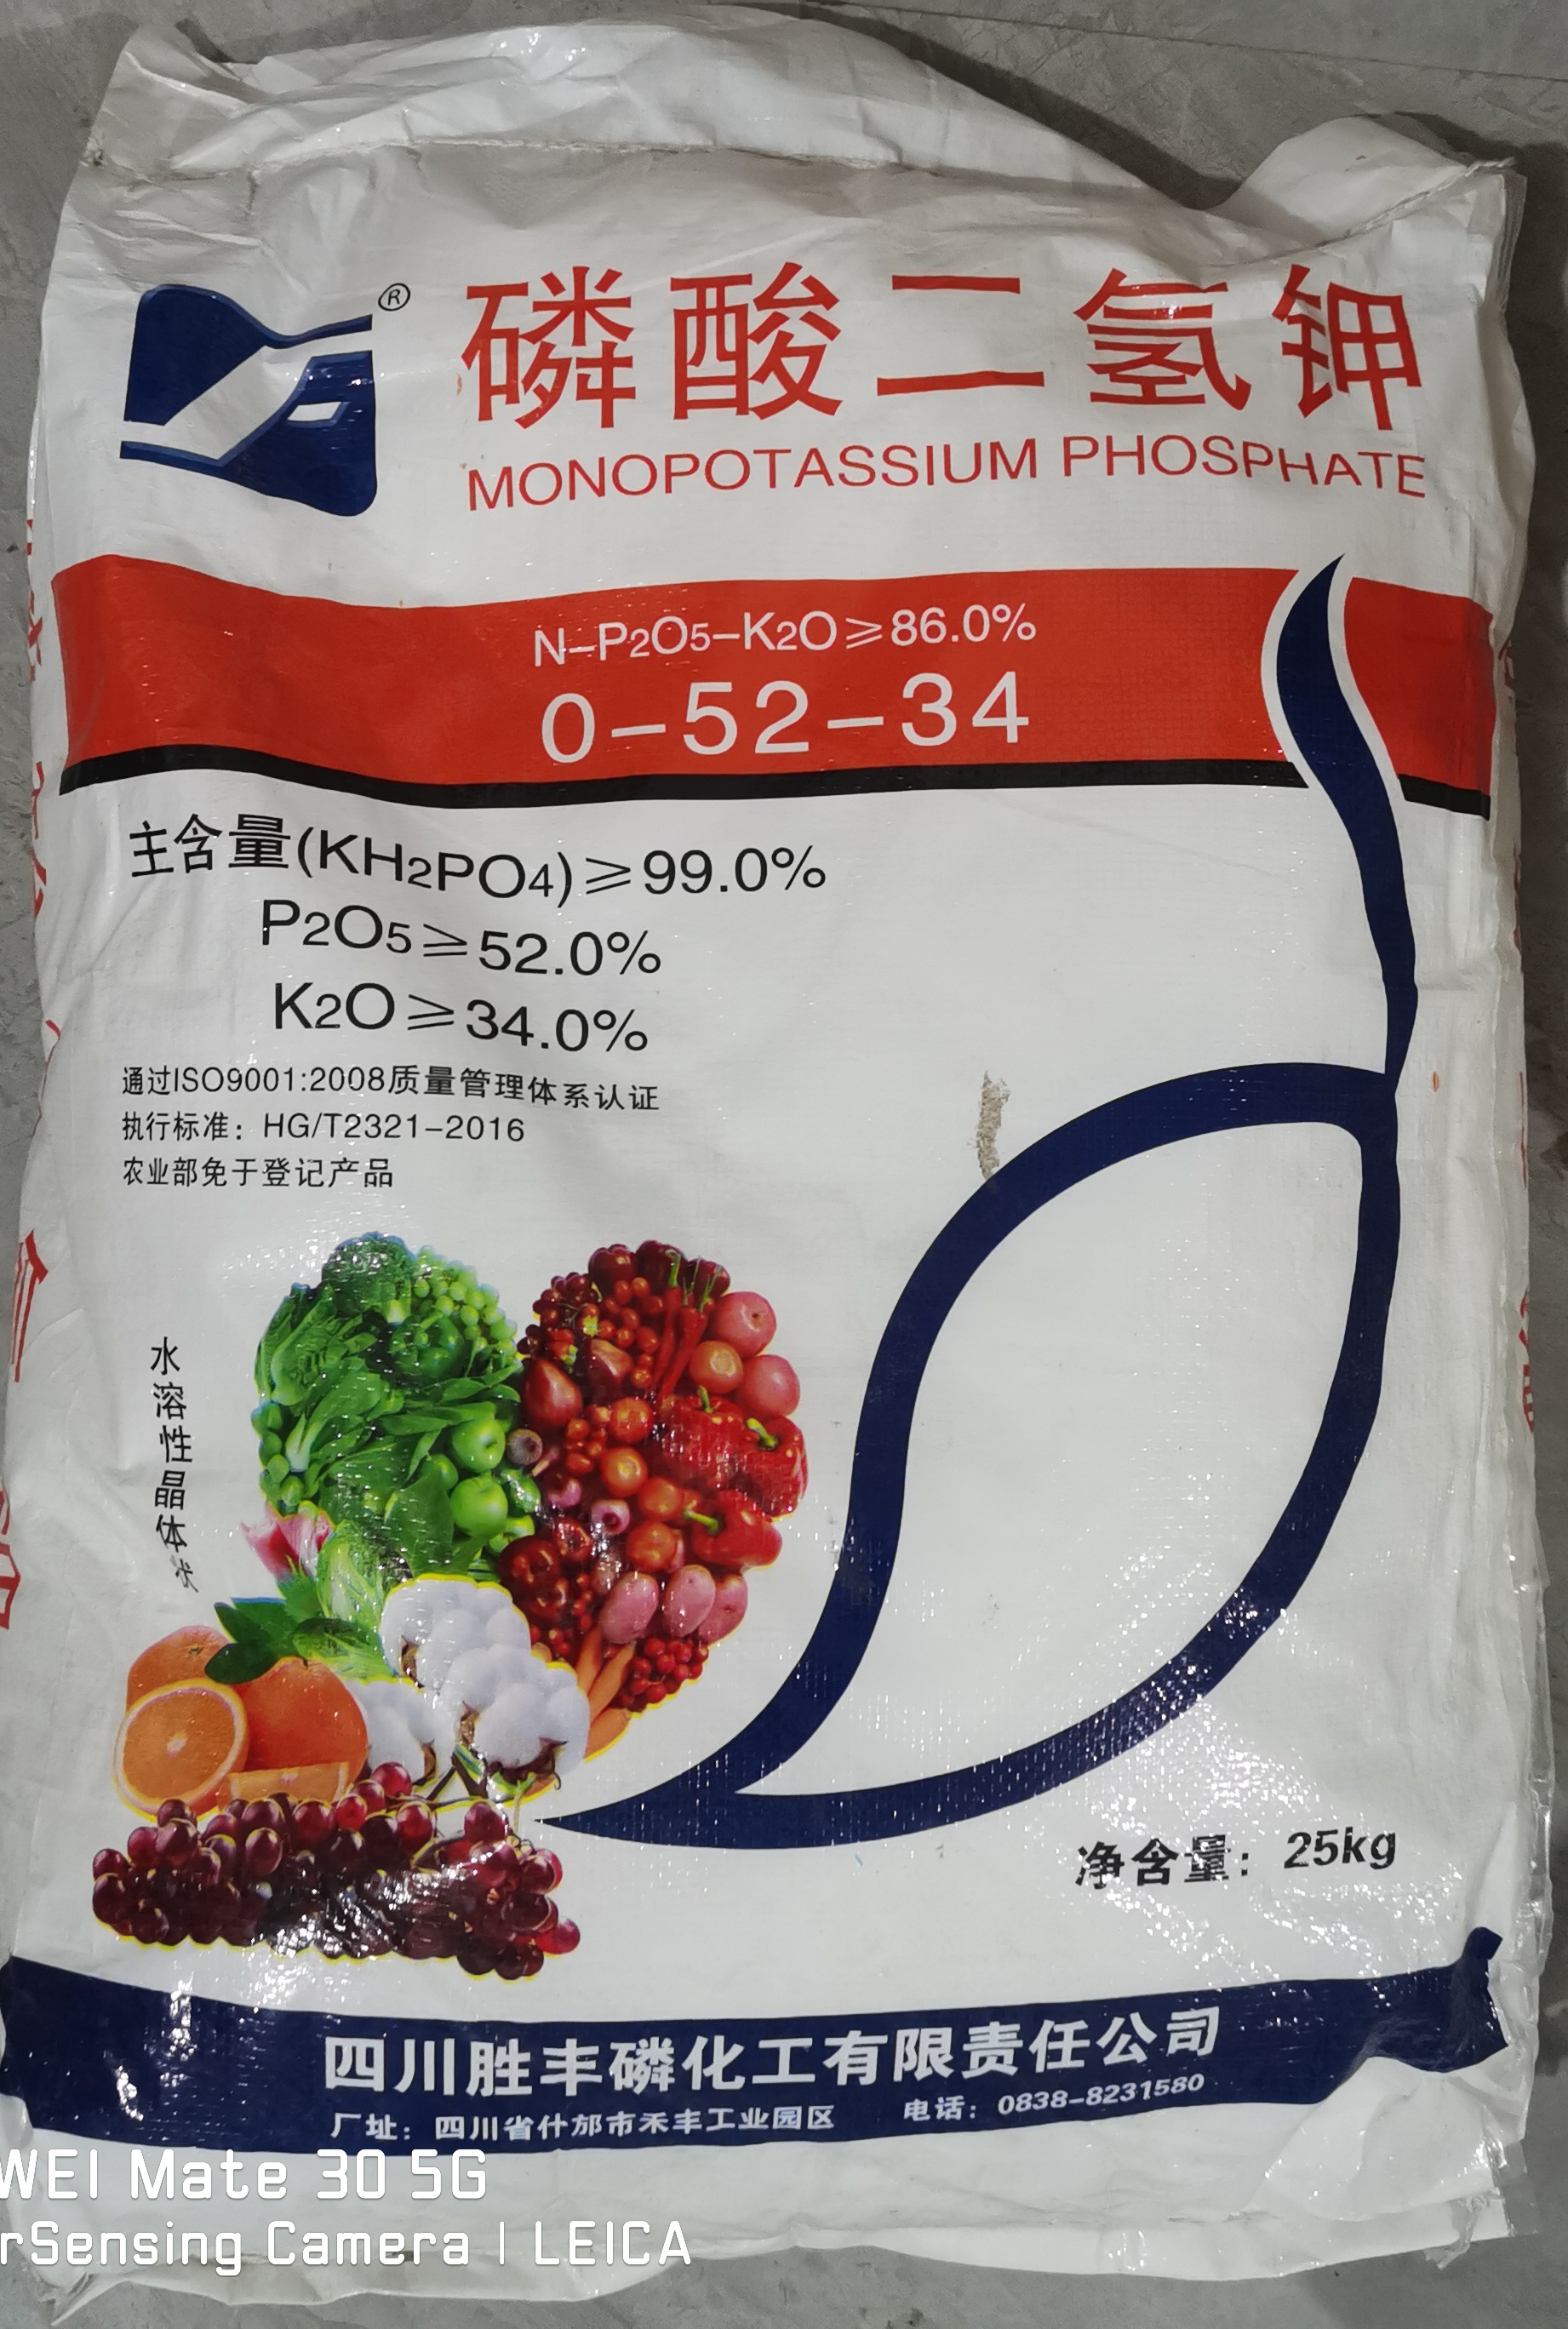 ®
磷酸二氢钾
MONOPOTASSIUM PHOSPHATE
N-P2O5-K2O≥86.0%
0-52-34
主含量(KH2PO4)≥99.0%
P2O5≥52.0%
K2O≥34.0%
通过ISO9001:2008质量管理体系认证
执行标准：HG/T2321-2016
农业部免于登记产品
水溶性晶体
净含量：25kg
四川胜丰磷化工有限责任公司
厂址：四川省什邡市禾丰工业园区 电话：0838-8231580
WEI Mate 30 5G
rSensing Camera | LEICA